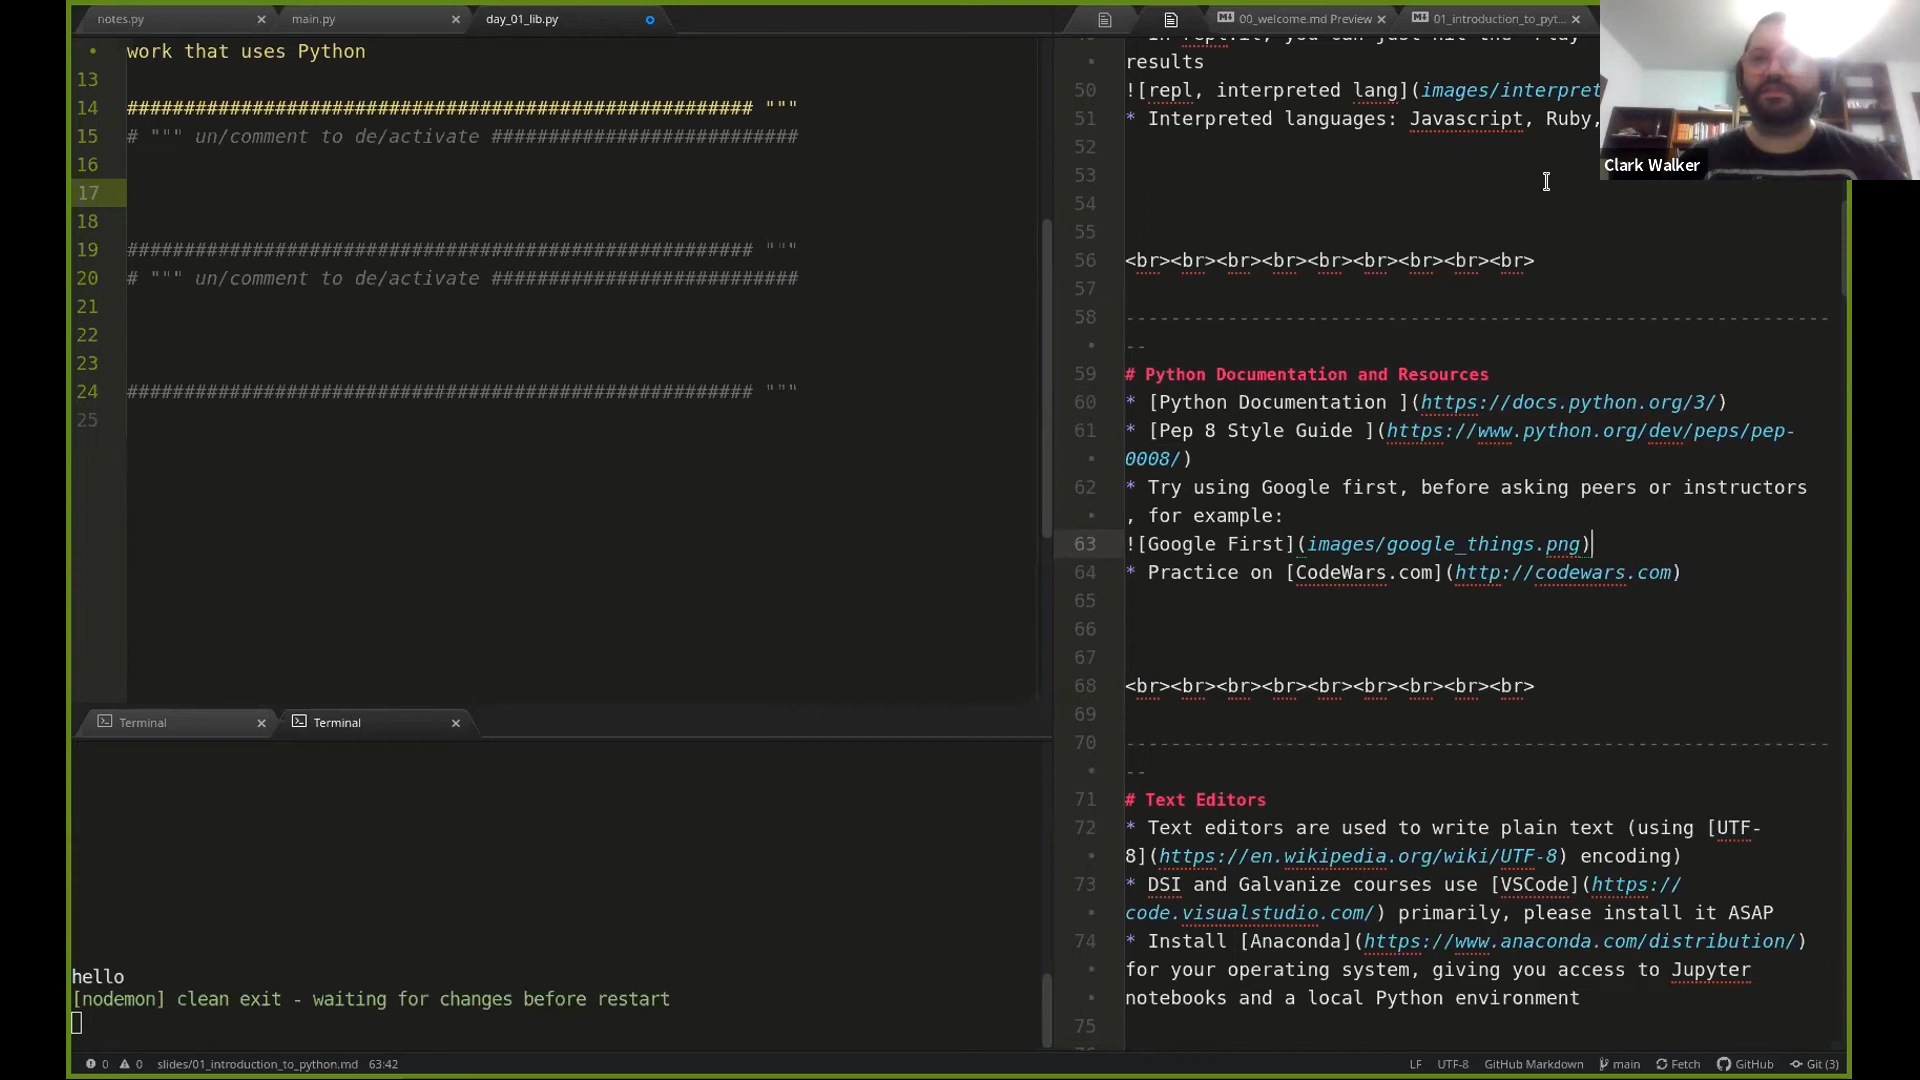 notes.py
main.py
day_01_lib.py
00_welcome.md Preview
01_introduction_to_pyt...
work that uses Python
13
14 ####################################################### """
15 # """ un/comment to de/activate ###########################
16
17
18
19 ####################################################### """
20 # """ un/comment to de/activate ###########################
21
22
23
24 ####################################################### """
25
Terminal
Terminal
hello
[nodemon] clean exit - waiting for changes before restart
results
50 ![repl, interpreted lang](images/interpret
51 * Interpreted languages: Javascript, Ruby,
52
53
54
55
56 <br><br><br><br><br><br><br><br><br>
57
58 --------------------------------------------------------------
--
59 # Python Documentation and Resources
60 * [Python Documentation ](https://docs.python.org/3/)
61 * [Pep 8 Style Guide ](https://www.python.org/dev/peps/pep-
0008/)
62 * Try using Google first, before asking peers or instructors
, for example:
63 ![Google First](images/google_things.png)
64 * Practice on [CodeWars.com](http://codewars.com)
65
66
67
68 <br><br><br><br><br><br><br><br><br>
69
70 --------------------------------------------------------------
--
71 # Text Editors
72 * Text editors are used to write plain text (using [UTF-
8](https://en.wikipedia.org/wiki/UTF-8) encoding)
73 * DSI and Galvanize courses use [VSCode](https://
code.visualstudio.com/) primarily, please install it ASAP
74 * Install [Anaconda](https://www.anaconda.com/distribution/)
for your operating system, giving you access to Jupyter
notebooks and a local Python environment
75
Clark Walker
0 0 slides/01_introduction_to_python.md 63:42
LF UTF-8 GitHub Markdown main Fetch GitHub Git (3)